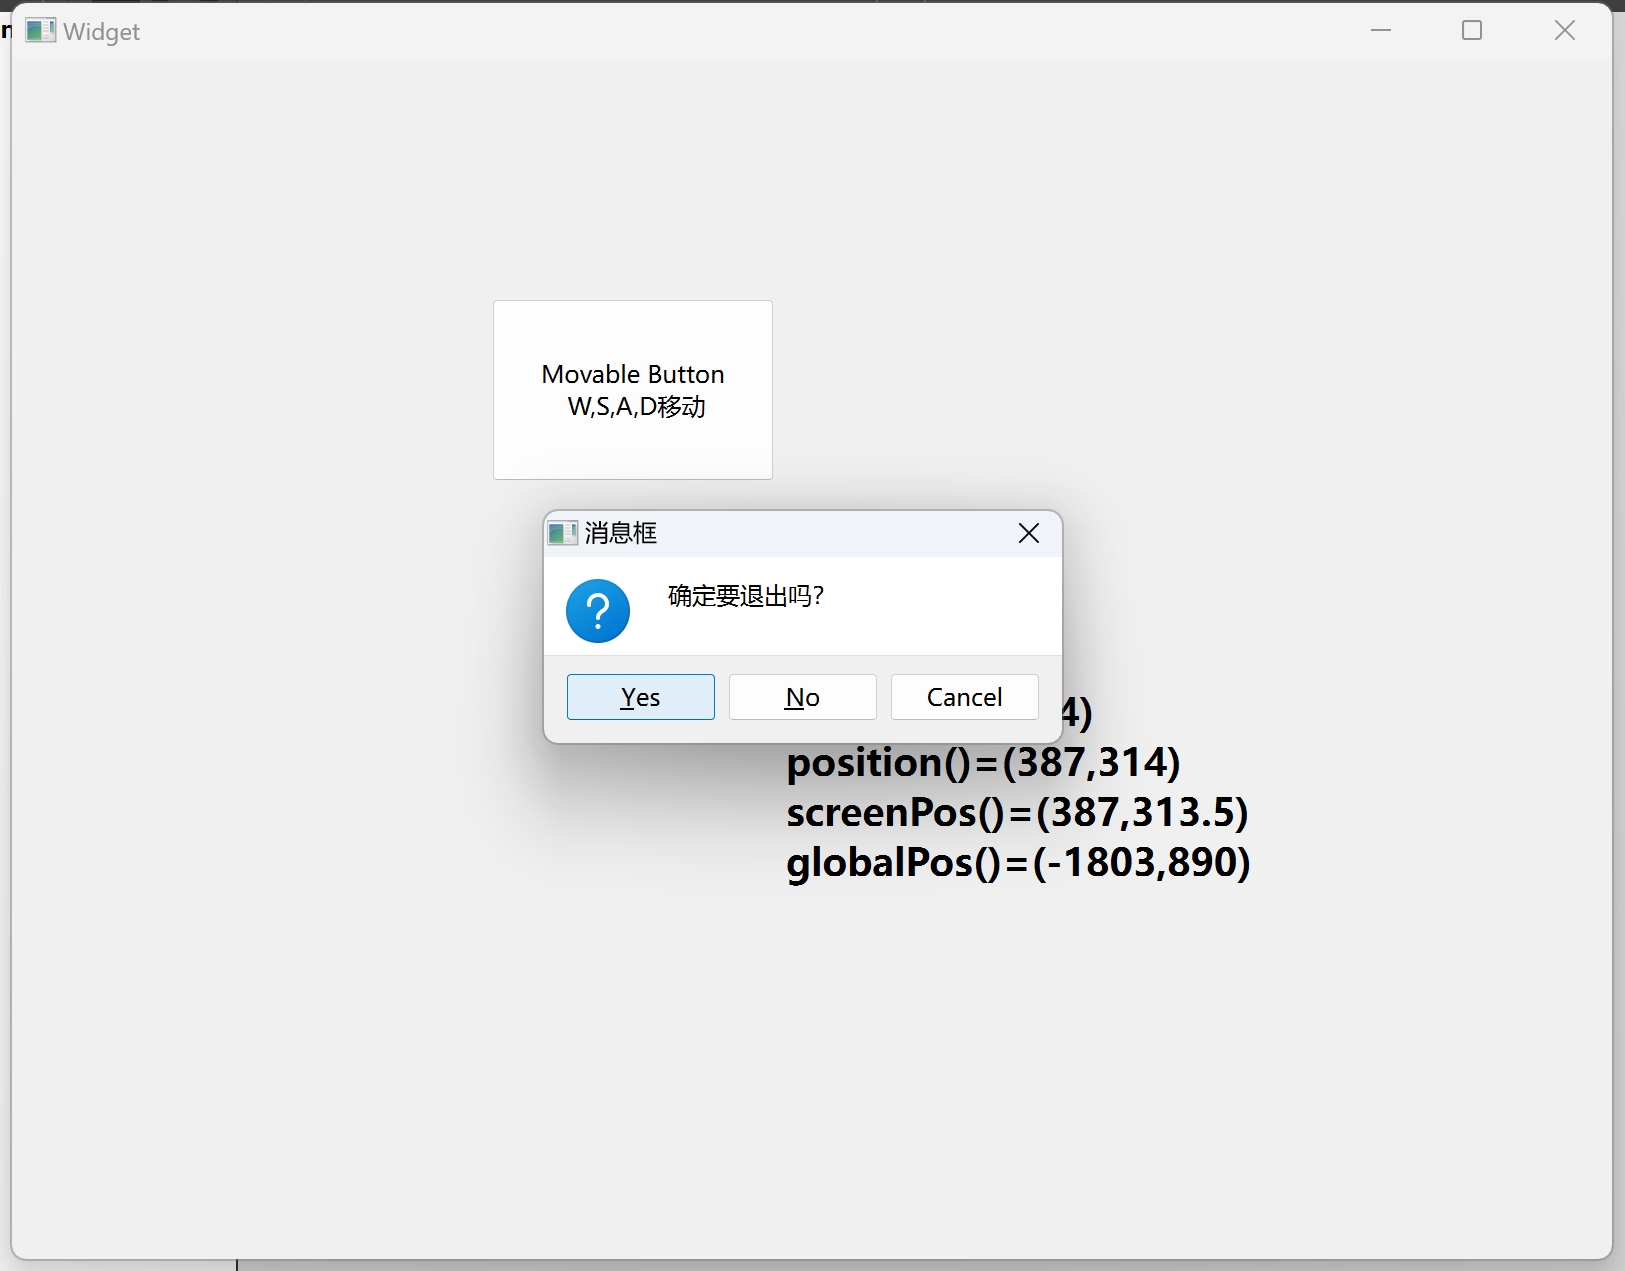 Widget
Movable Button
W,S,A,D移动
消息框
确定要退出吗?
Yes
No
Cancel
4)
position()=(387,314)
screenPos()=(387,313.5)
globalPos()=(-1803,890)